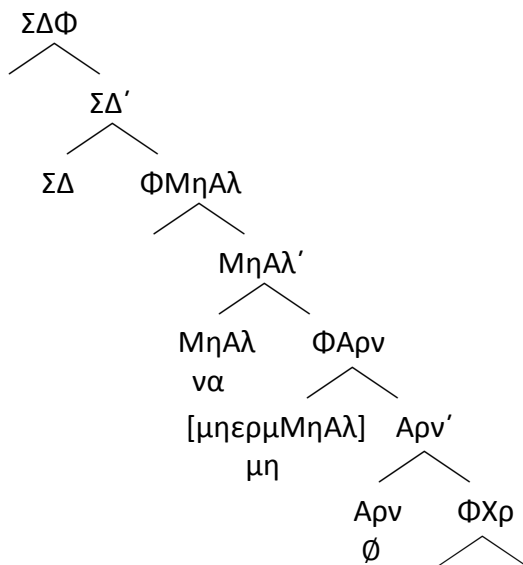 ΣΔΦ
ΣΔ΄
ΣΔ ΦΜηΑλ
ΜηΑλ΄
ΜηΑλ ΦΑρν
να
[μηερμΜηΑλ] Αρν΄
μη
Αρν ΦΧρ
Ø